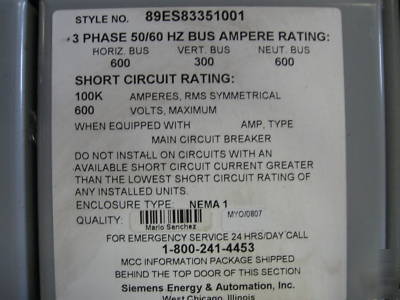 STYLE NO. 89ES83351001
3 PHASE 50/60 HZ BUS AMPERE RATING:
HORIZ. BUS VERT. BUS NEUT. BUS
600 300 600
SHORT CIRCUIT RATING:
100K AMPERES, RMS SYMMETRICAL
600 VOLTS, MAXIMUM
WHEN EQUIPPED WITH AMP, TYPE
MAIN CIRCUIT BREAKER
DO NOT INSTALL ON CIRCUITS WITH AN
AVAILABLE SHORT CIRCUIT CURRENT GREATER
THAN THE LOWEST SHORT CIRCUIT RATING OF
ANY INSTALLED UNITS.
ENCLOSURE TYPE: NEMA 1
QUALITY: MYO/0807
Mario Sanchez
FOR EMERGENCY SERVICE 24 HRS/DAY CALL
1-800-241-4453
MCC INFORMATION PACKAGE SHIPPED
BEHIND THE TOP DOOR OF THIS SECTION
Siemens Energy & Automation, Inc.
West Chicago, Illinois